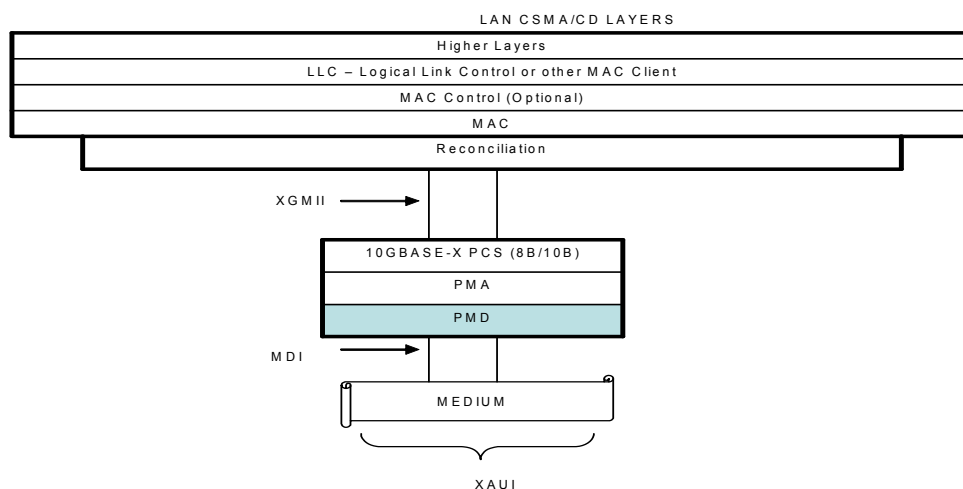 LAN CSMA/CD LAYERS
Higher Layers
LLC – Logical Link Control or other MAC Client
MAC Control (Optional)
MAC
Reconciliation
XGMII
10GBASE-X PCS (8B/10B)
PMA
PMD
MDI
MEDIUM
XAUI